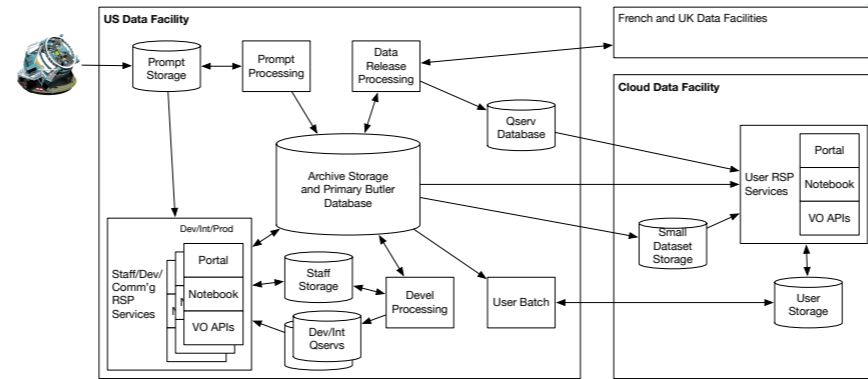 US Data Facility
French and UK Data Facilities
Prompt
Storage
Prompt
Processing
Data
Release
Processing
Cloud Data Facility
Qserv
Database
Portal
User RSP
Services
Notebook
VO APIs
Archive Storage
and Primary Butler
Database
Dev/Int/Prod
Small
Dataset
Storage
Staff/Dev/
Comm'g
RSP
Services
Portal
Notebook
VO APIs
N
N
Staff
Storage
Devel
Processing
User Batch
User
Storage
Dev/Int
Qservs